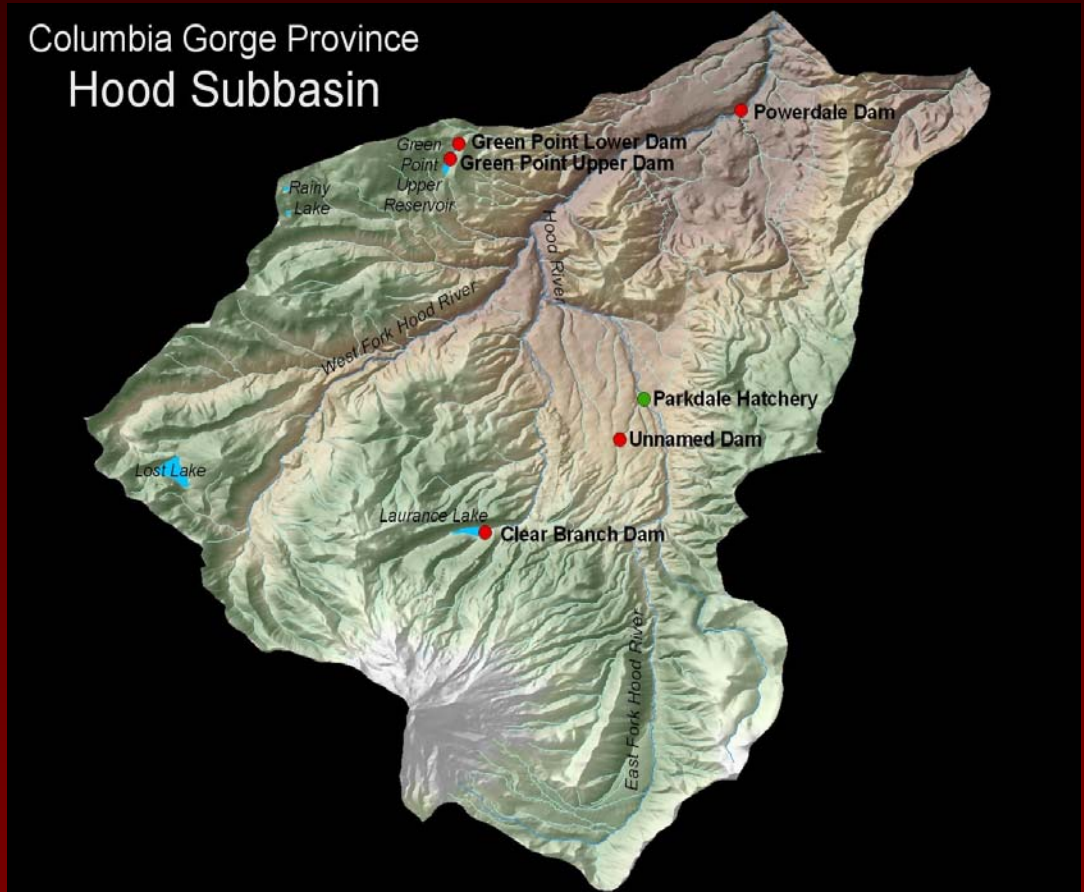 Columbia Gorge Province
Hood Subbasin
Powerdale Dam
Green Point Lower Dam
Green Point Upper Dam
Green
Point
Upper
Reservoir
Rainy
Lake
Hood River
West Fork Hood River
Parkdale Hatchery
Unnamed Dam
Lost Lake
Laurance Lake
Clear Branch Dam
East Fork Hood River